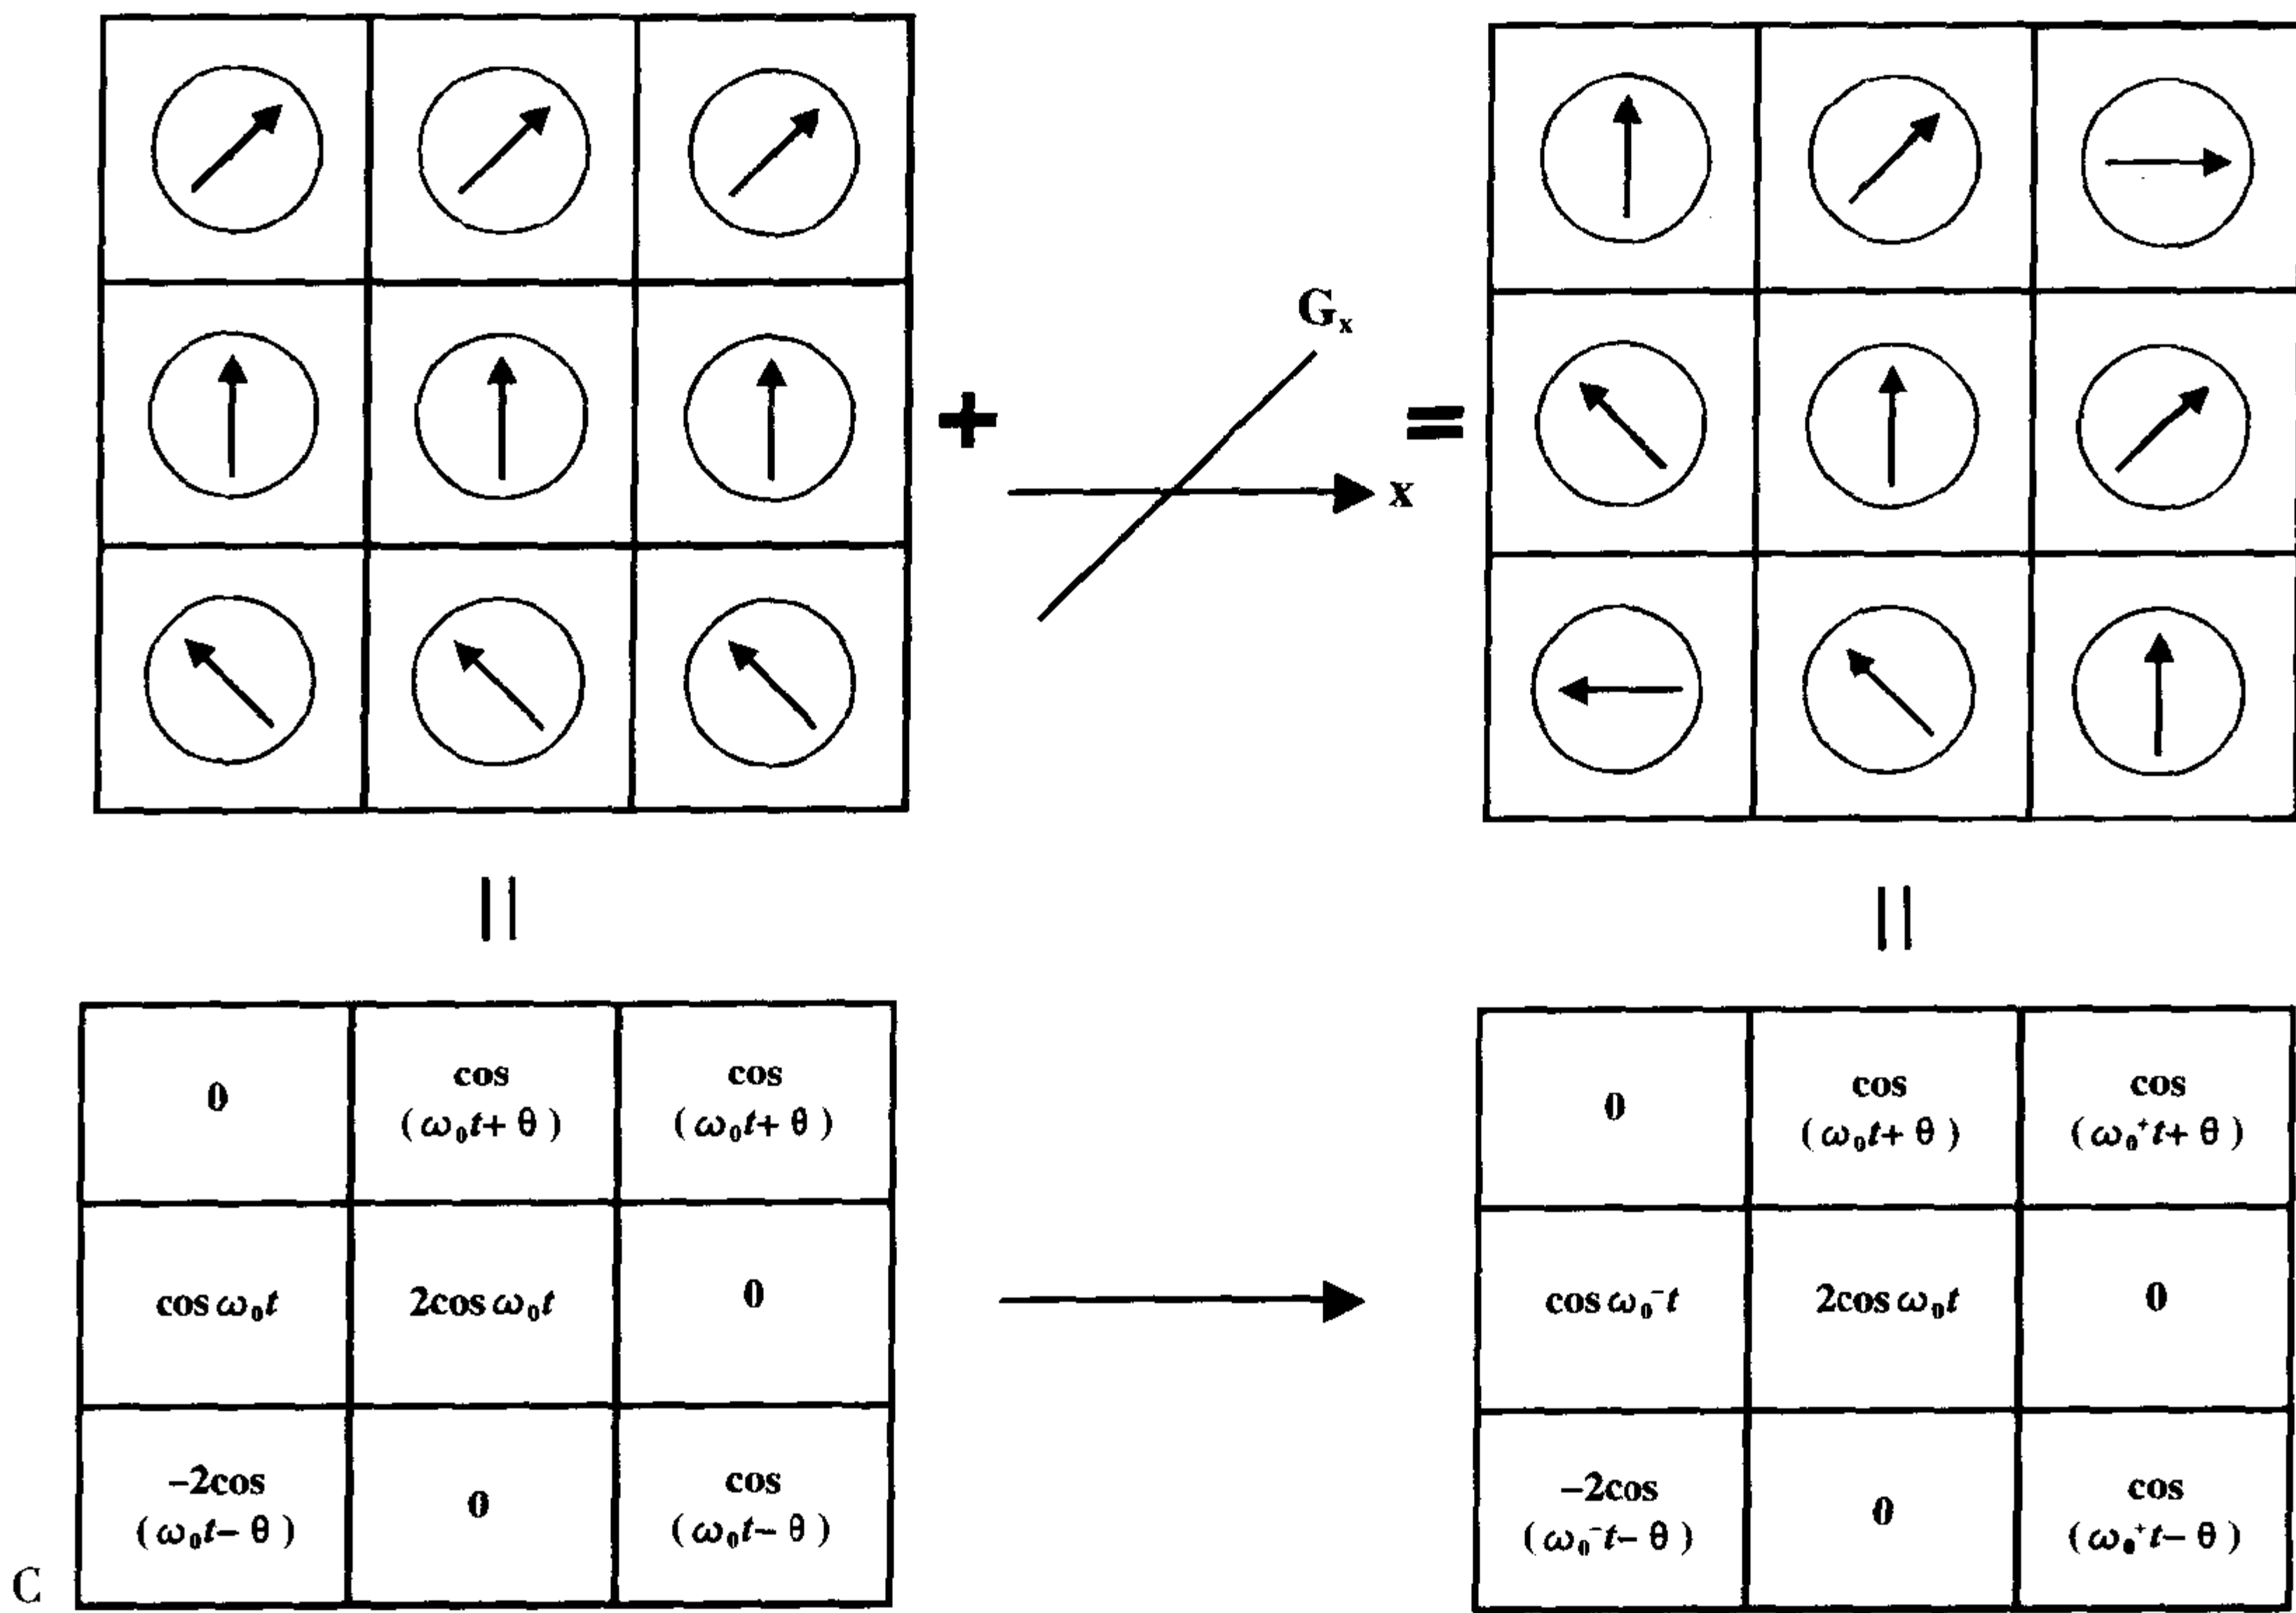 +
G_x
x
=
||
||
0
cos
(ω₀t+ θ)
cos
(ω₀t+ θ)
cos ω₀t
2cos ω₀t
0
–2cos
(ω₀t– θ)
0
cos
(ω₀t– θ)
0
cos
(ω₀t+ θ)
cos
(ω₀⁺t+ θ)
cos ω₀⁻t
2cos ω₀t
0
–2cos
(ω₀⁻t– θ)
0
cos
(ω₀⁺t– θ)
C